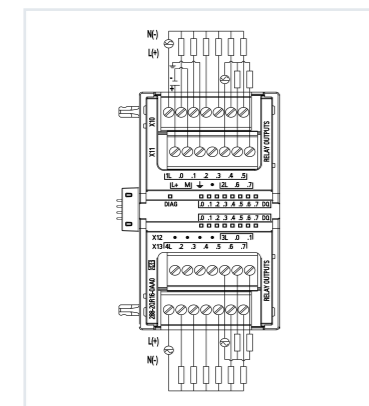 N(-)
L(+)
X10
X11
RELAY OUTPUTS
1L .0 .1 .2 .3 .4 .5
L+ M 2L .6 .7
DIAG .0 .1 .2 .3 .4 .5 .6 .7 DQ
.0 .1 .2 .3 .4 .5 .6 .7 DQ
X12 3L .0 .1
X13 4L .2 .3 .4 .5 .6 .7
RELAY OUTPUTS
L(+)
N(-)